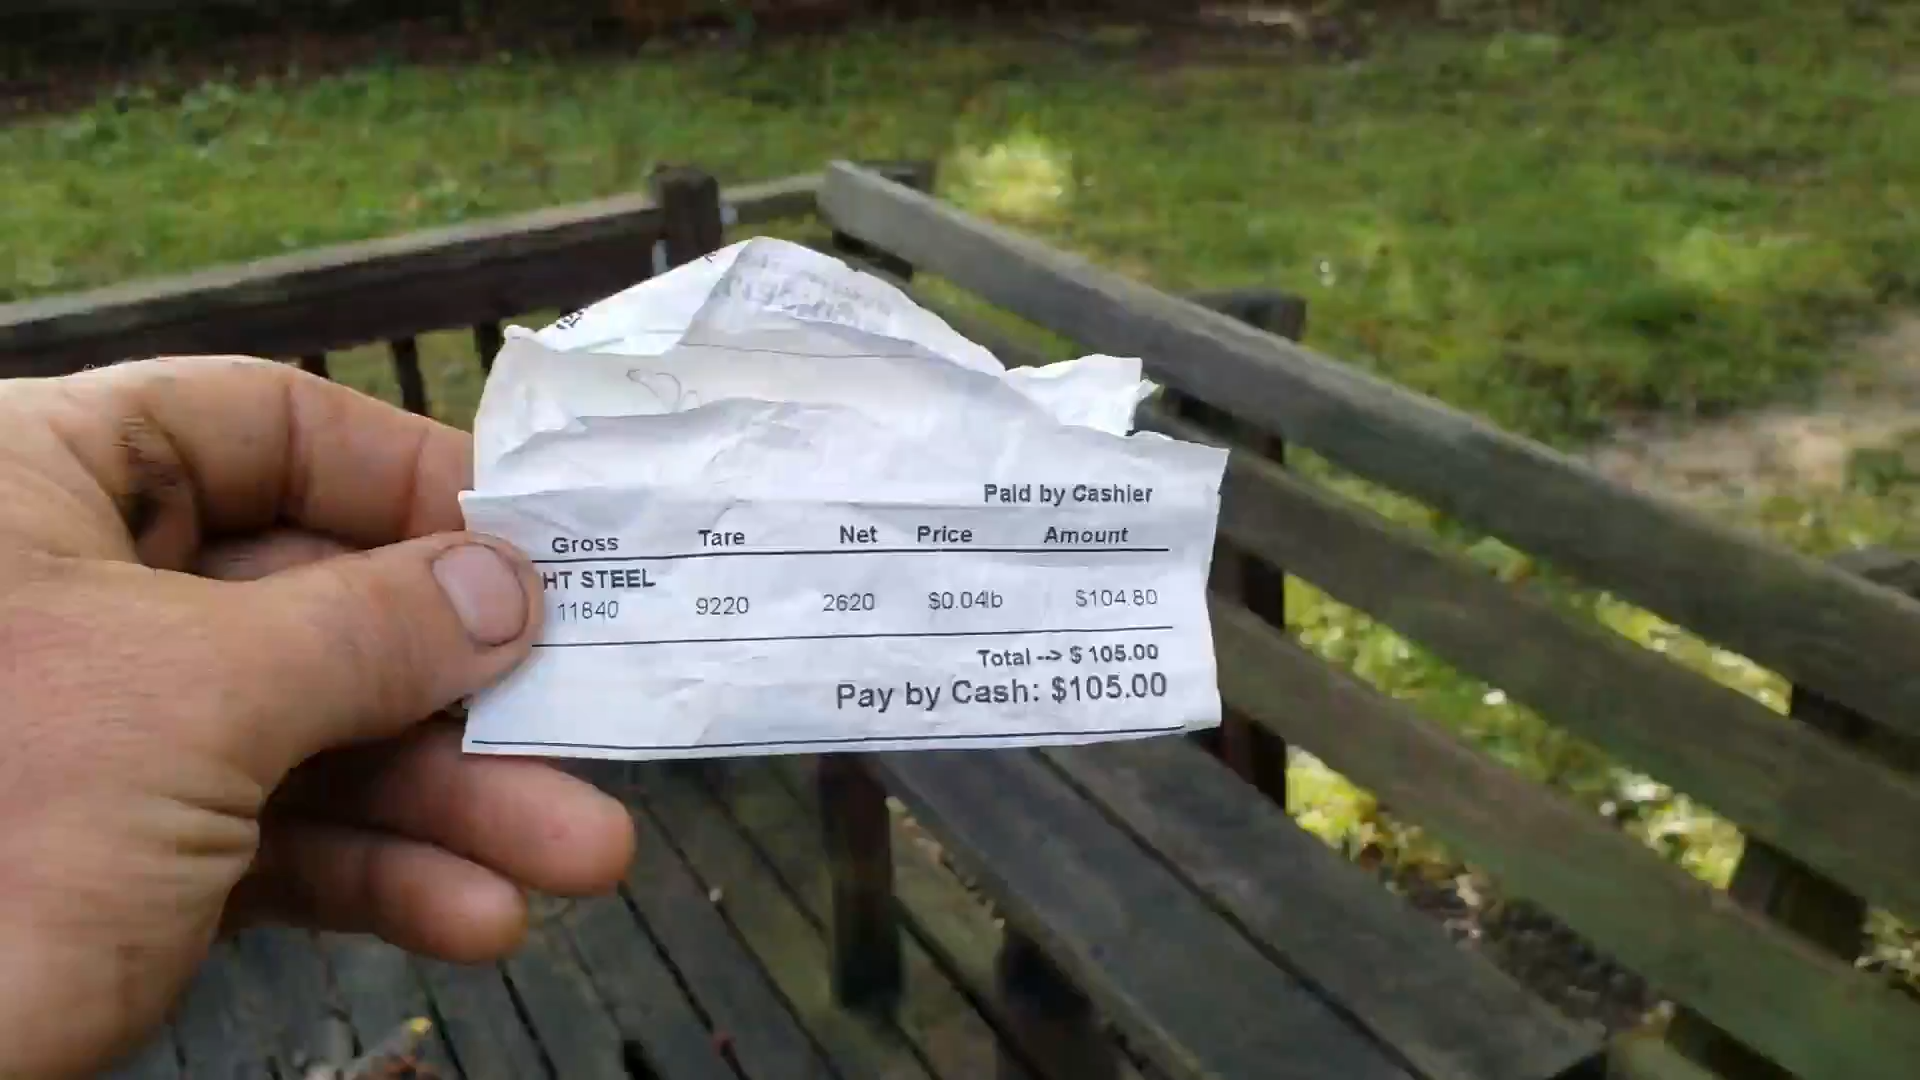 Paid by Cashier
Gross Tare Net Price Amount
HT STEEL
11840 9220 2620 $0.04lb $104.80
Total --> $ 105.00
Pay by Cash: $105.00